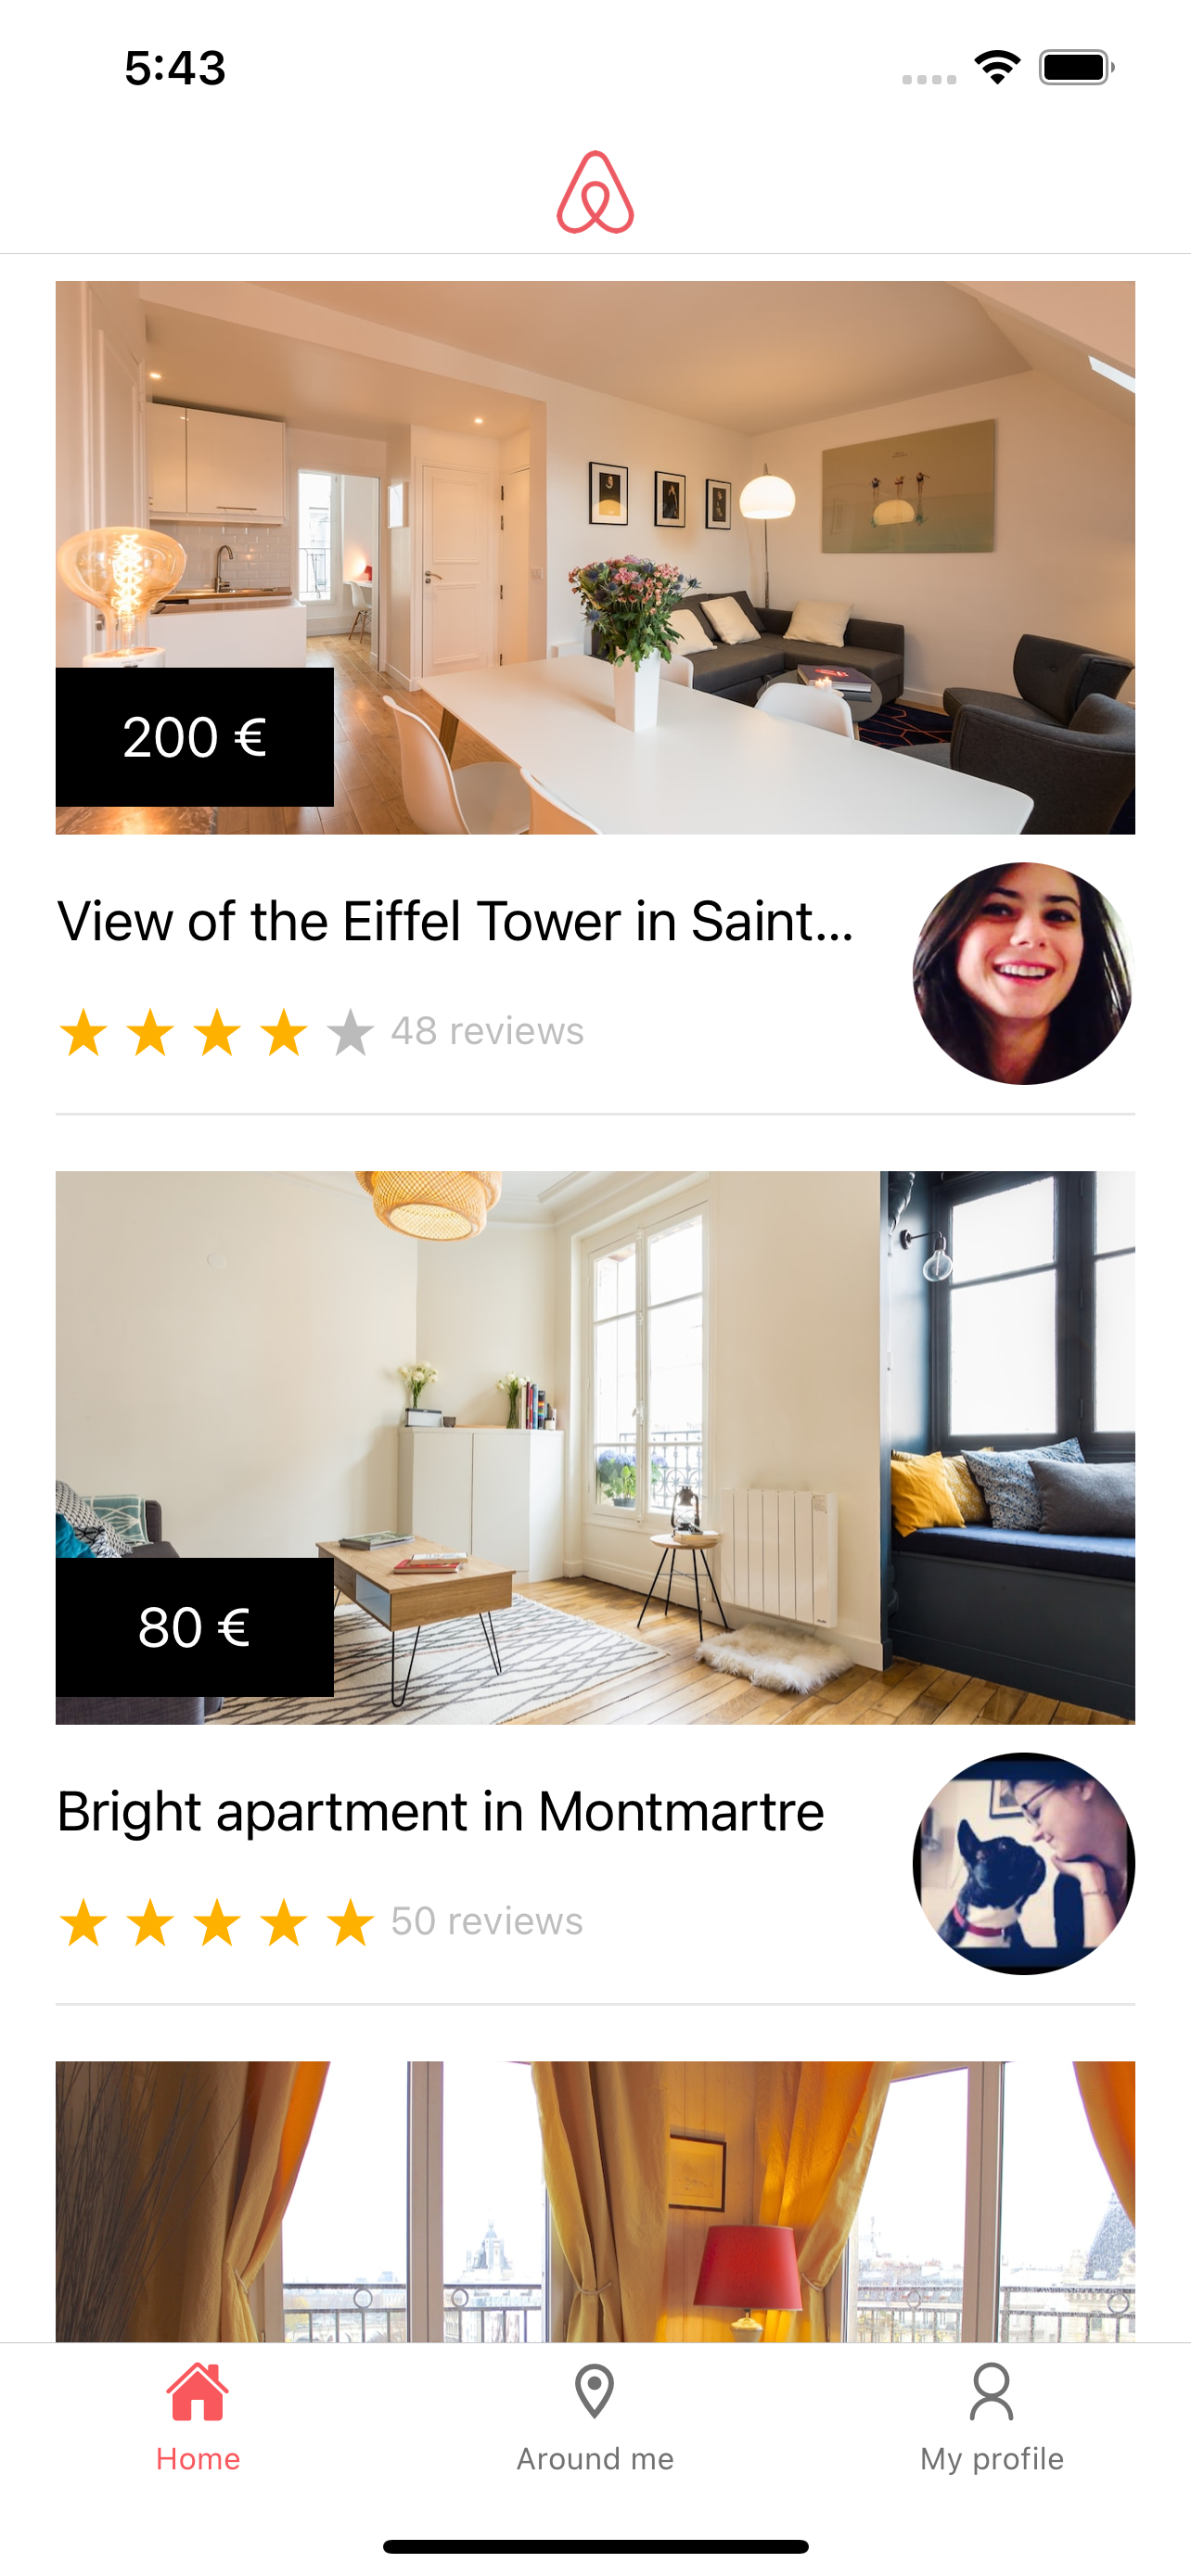 5:43
200 €
View of the Eiffel Tower in Saint...
48 reviews
80 €
Bright apartment in Montmartre
50 reviews
Home
Around me
My profile